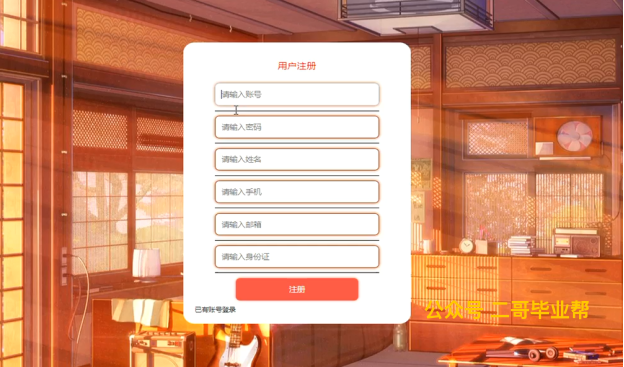 用户注册
请输入账号
请输入密码
请输入姓名
请输入手机
请输入邮箱
请输入身份证
注册
已有账号登录
公众号 二哥毕业帮